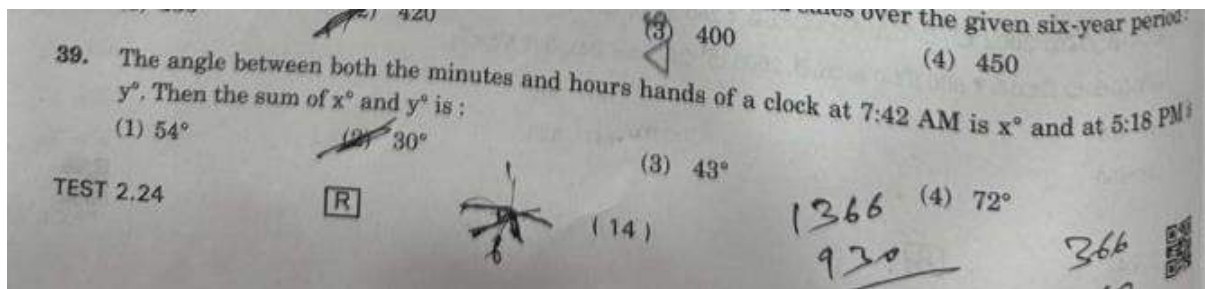 420
(3) 400
over the given six-year period:
(4) 450
39. The angle between both the minutes and hours hands of a clock at 7:42 AM is x° and at 5:18 PM
y°. Then the sum of x° and y° is :
(1) 54°
(2) 30°
(3) 43°
(4) 72°
TEST 2.24
R
6
( 14 )
1366
930
366